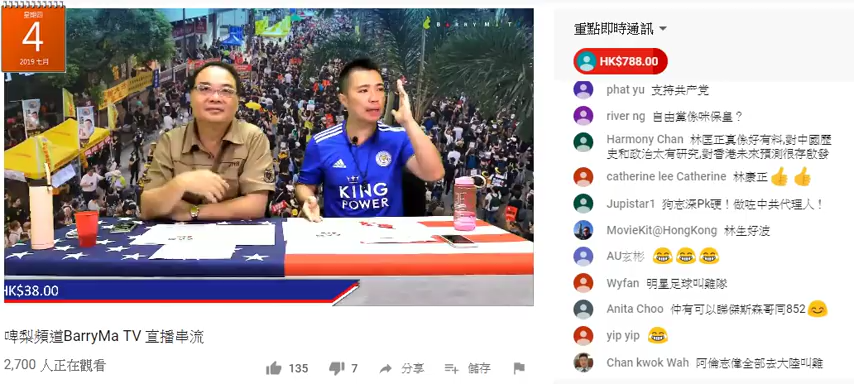 星期四
4
2019 七月
BARRYMA T
KING
POWER
HK$38.00
啤梨頻道BarryMa TV 直播串流
2,700 人正在觀看
135
7
分享
儲存
重點即時通訊
HK$788.00
phat yu 支持共产党
river ng 自由黨係咪保皇？
Harmony Chan 林匡正真係好有料,對中國歷
史和政治太有研究,對香港未來預測很存啟發
catherine lee Catherine 林康正👍👍
Jupistar1 狗志深Pk硬！做咗中共代理人！
MovieKit@HongKong 林生好波
AU玄彬 😂😂😂
Wyfan 明星足球叫雞隊
Anita Choo 仲有可以睇傑斯森哥同852😊
yip yip 😂
Chan kwok Wah 阿倫志偉全部去大陸叫雞